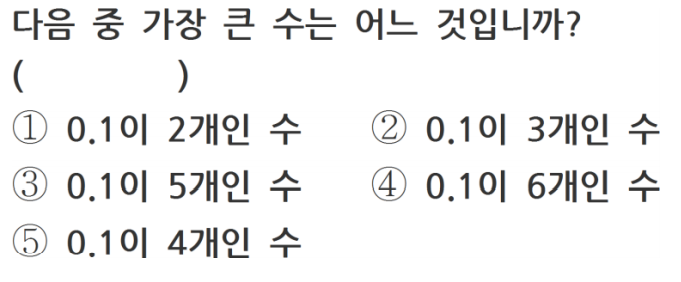 다음 중 가장 큰 수는 어느 것입니까?
(          )
① 0.1이 2개인 수    ② 0.1이 3개인 수
③ 0.1이 5개인 수    ④ 0.1이 6개인 수
⑤ 0.1이 4개인 수